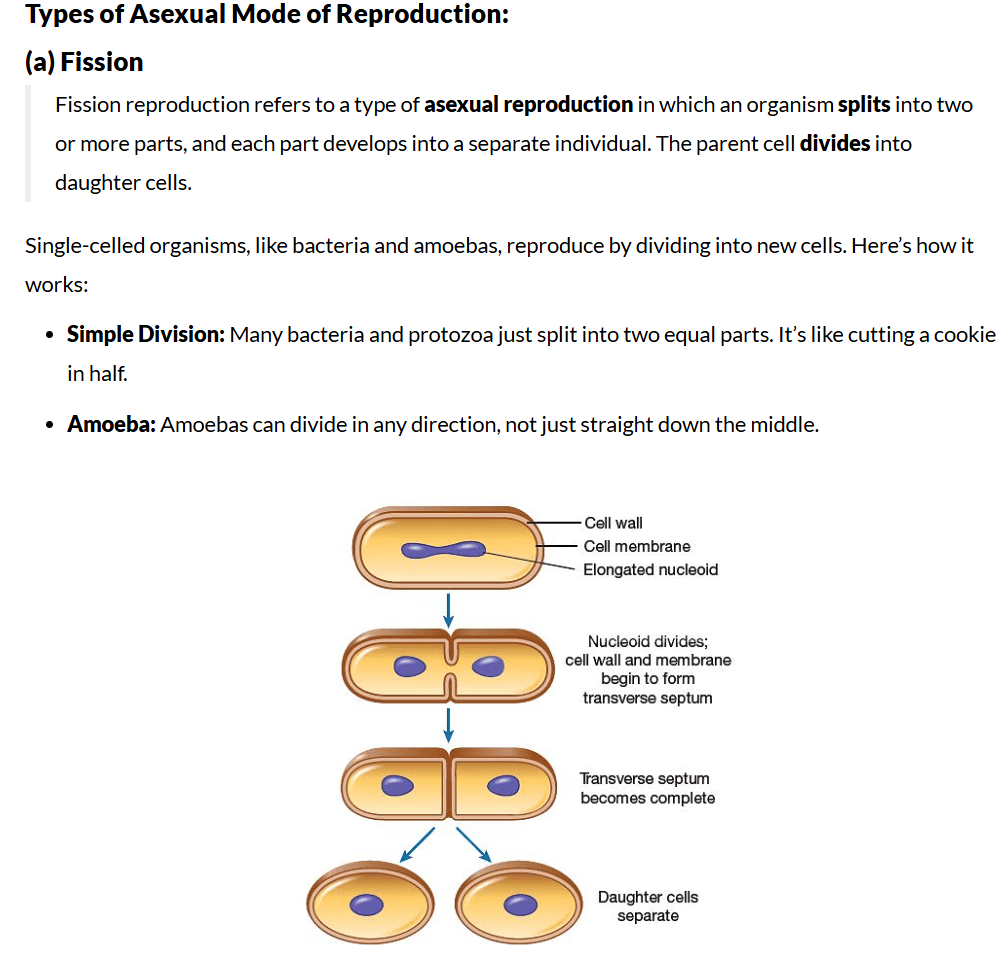 Types of Asexual Mode of Reproduction:
(a) Fission
Fission reproduction refers to a type of asexual reproduction in which an organism splits into two
or more parts, and each part develops into a separate individual. The parent cell divides into
daughter cells.
Single-celled organisms, like bacteria and amoebas, reproduce by dividing into new cells. Here’s how it
works:
• Simple Division: Many bacteria and protozoa just split into two equal parts. It’s like cutting a cookie
in half.
• Amoeba: Amoebas can divide in any direction, not just straight down the middle.
Cell wall
Cell membrane
Elongated nucleoid
Nucleoid divides;
cell wall and membrane
begin to form
transverse septum
Transverse septum
becomes complete
Daughter cells
separate